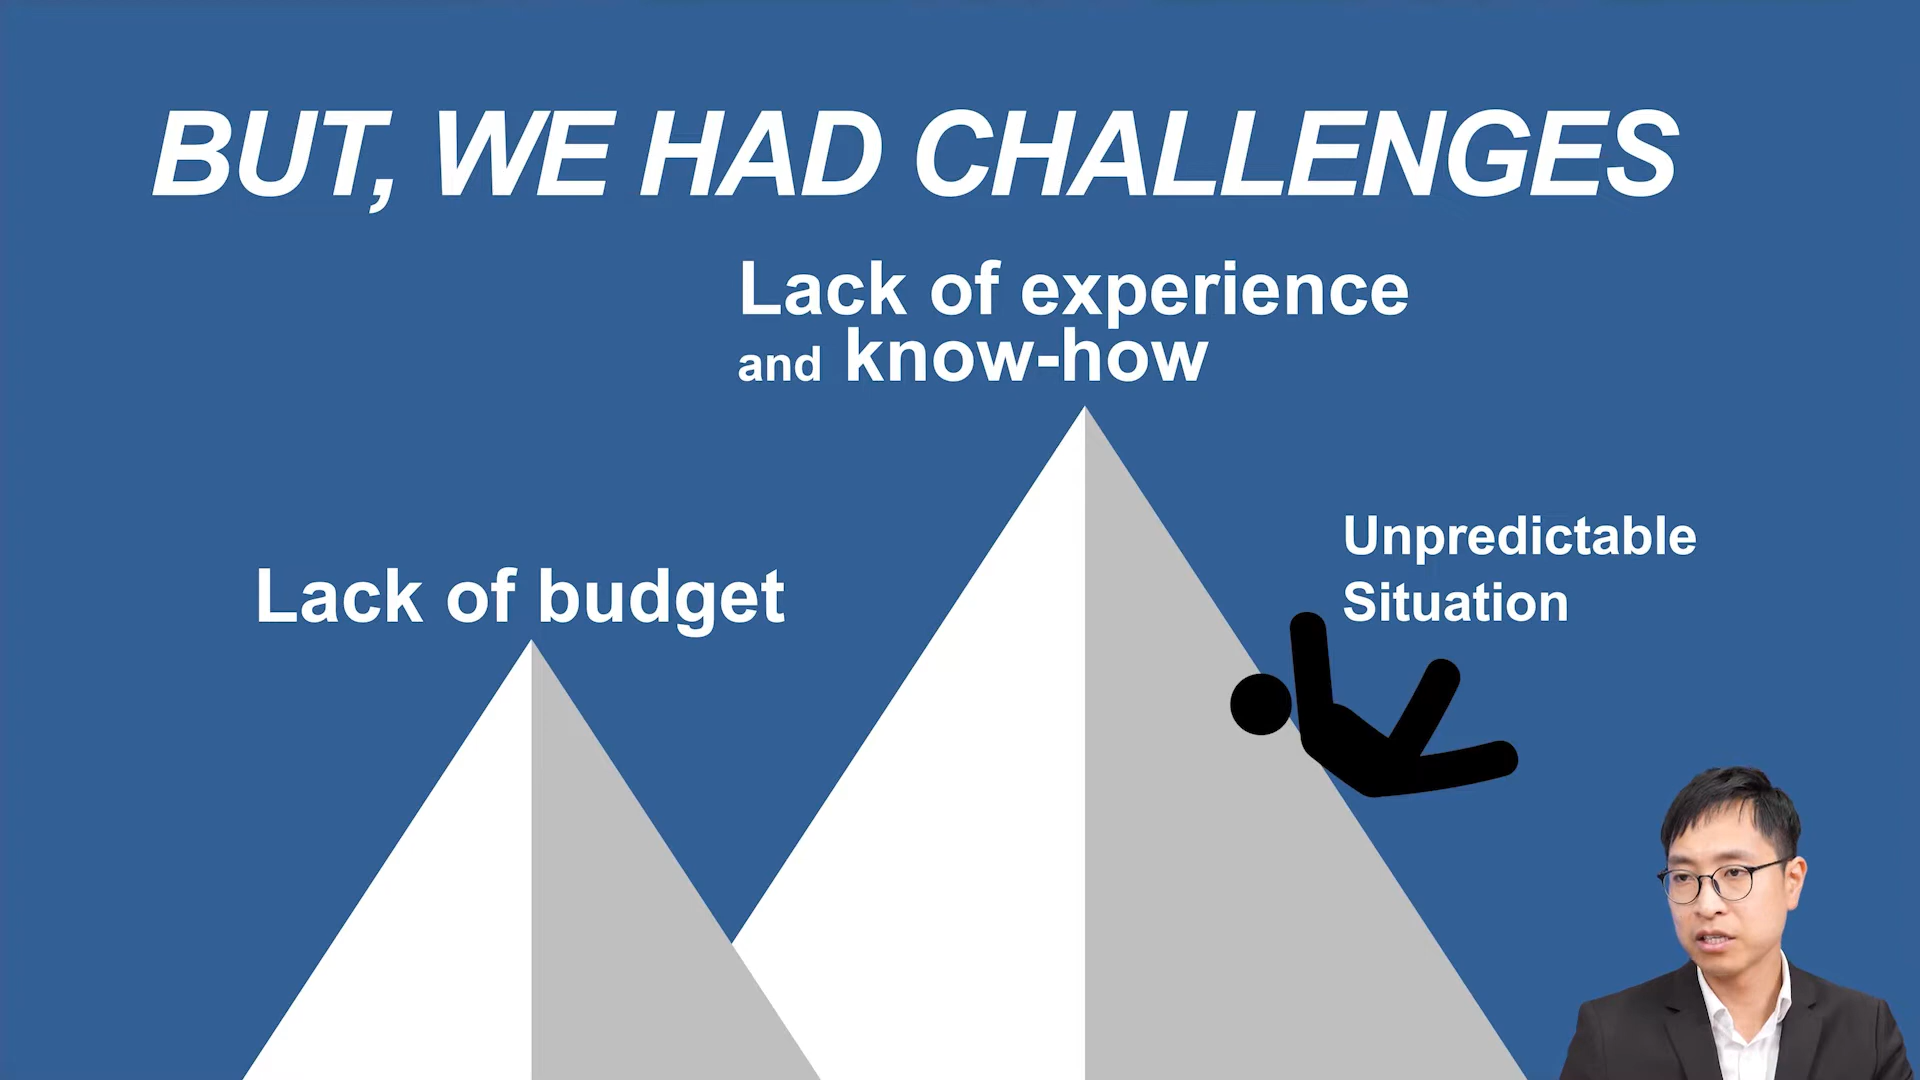 BUT, WE HAD CHALLENGES
Lack of experience
and know-how
Unpredictable
Situation
Lack of budget